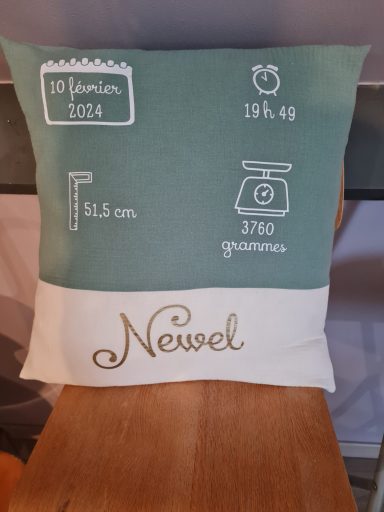 10 février
2024
19 h 49
51,5 cm
3760
grammes
Newel